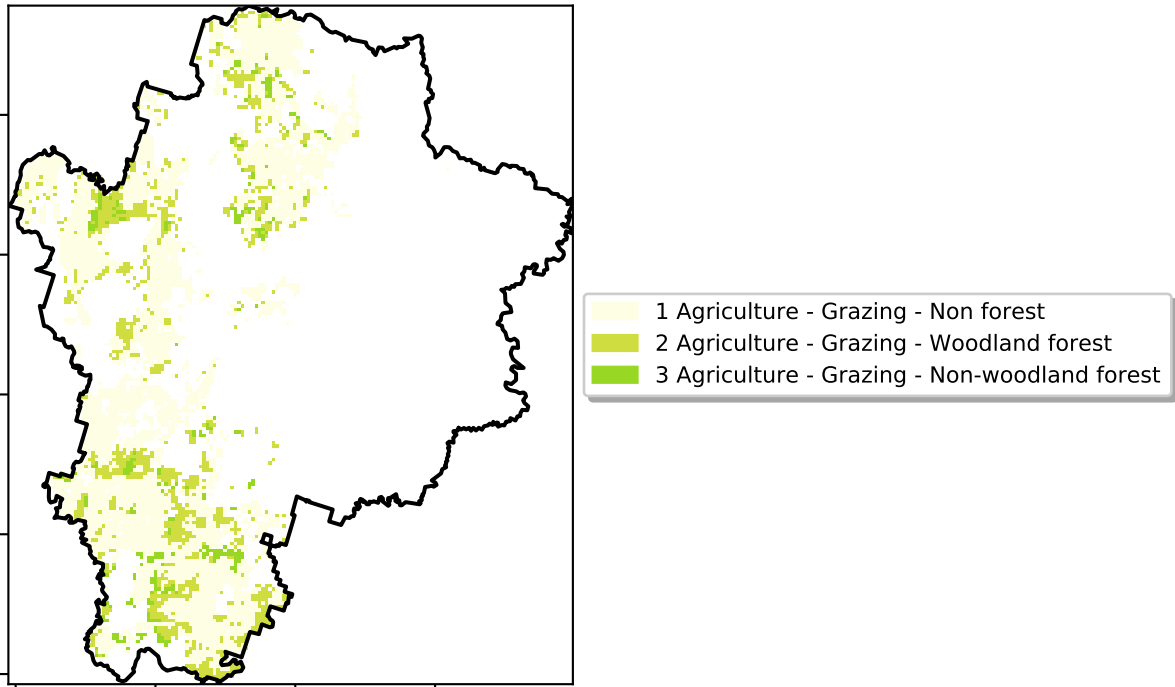 1 Agriculture - Grazing - Non forest
2 Agriculture - Grazing - Woodland forest
3 Agriculture - Grazing - Non-woodland forest